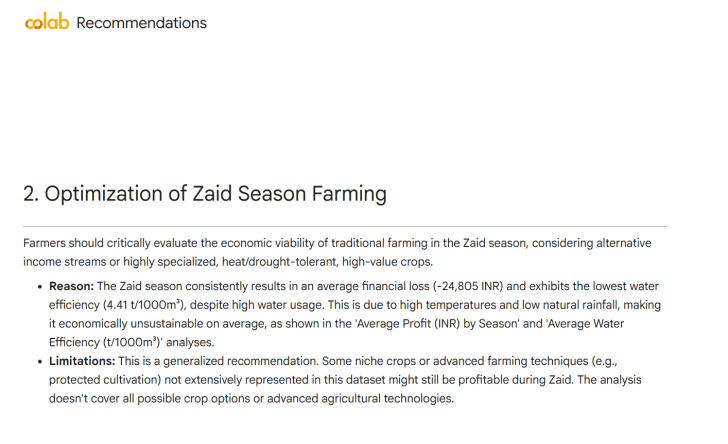 colab Recommendations
2. Optimization of Zaid Season Farming
Farmers should critically evaluate the economic viability of traditional farming in the Zaid season, considering alternative
income streams or highly specialized, heat/drought-tolerant, high-value crops.
• Reason: The Zaid season consistently results in an average financial loss (-24,805 INR) and exhibits the lowest water
efficiency (4.41 t/1000m³), despite high water usage. This is due to high temperatures and low natural rainfall, making
it economically unsustainable on average, as shown in the 'Average Profit (INR) by Season' and 'Average Water
Efficiency (t/1000m³)' analyses.
• Limitations: This is a generalized recommendation. Some niche crops or advanced farming techniques (e.g.,
protected cultivation) not extensively represented in this dataset might still be profitable during Zaid. The analysis
doesn't cover all possible crop options or advanced agricultural technologies.